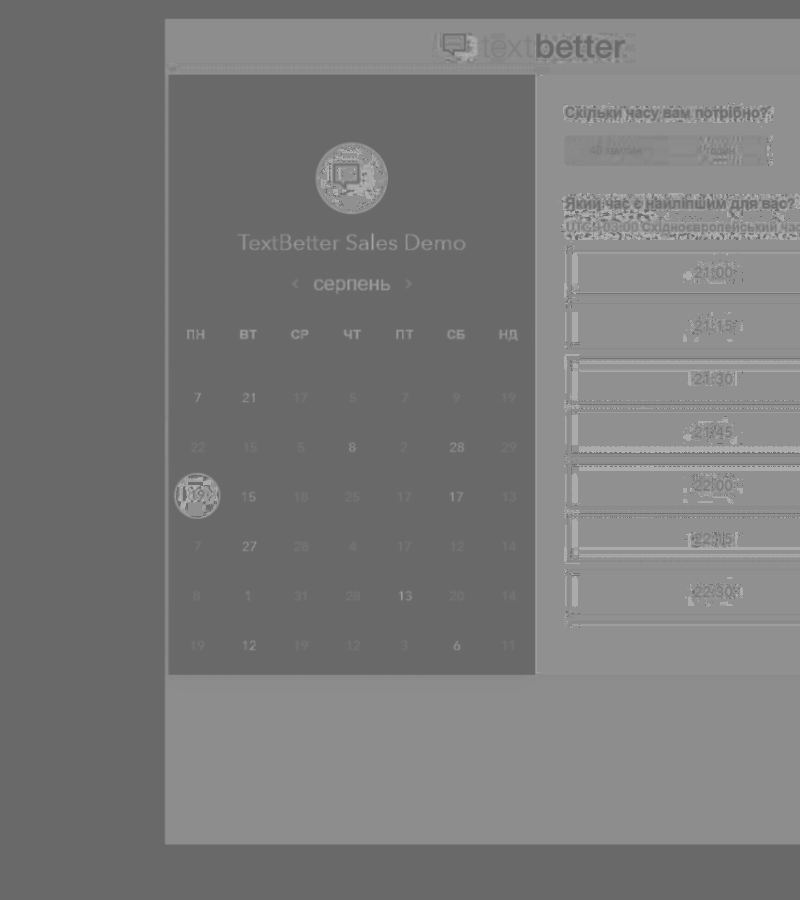 textbetter
TextBetter Sales Demo
‹ серпень ›
ПН ВТ СР ЧТ ПТ СБ НД
7 21 17 5 7 9 19
22 15 5 8 2 28 29
15 18 25 17 17 13
7 27 28 4 17 12 14
8 1 31 28 13 20 14
19 12 19 12 3 6 11
Скільки часу вам потрібно?
Який час є найліпшим для вас?
UTC+03:00 Східноєвропейський час
21:00
21:15
21:30
21:45
22:00
22:15
22:30